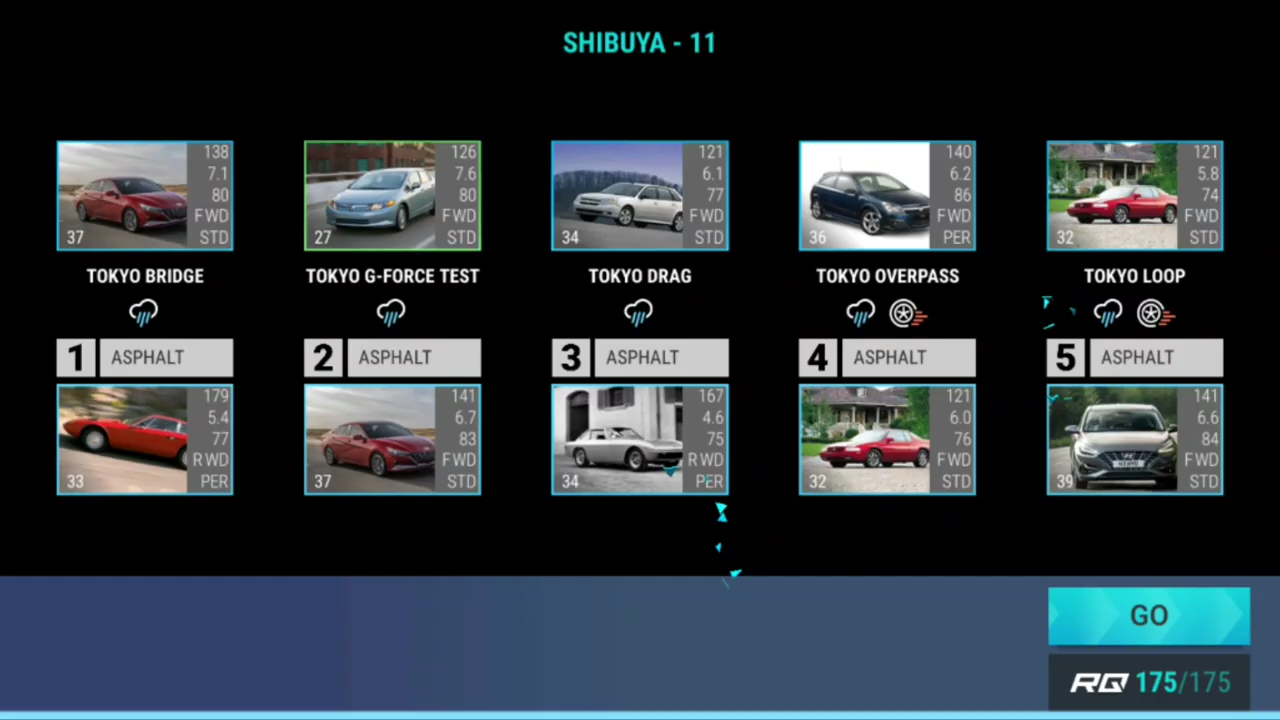 SHIBUYA - 11
138
7.1
80
FWD
37 STD
126
7.6
80
FWD
27 STD
121
6.1
77
FWD
34 STD
140
6.2
86
FWD
36 PER
121
5.8
74
FWD
32 STD
TOKYO BRIDGE
TOKYO G-FORCE TEST
TOKYO DRAG
TOKYO OVERPASS
TOKYO LOOP
1 ASPHALT
2 ASPHALT
3 ASPHALT
4 ASPHALT
5 ASPHALT
179
5.4
77
RWD
33 PER
141
6.7
83
FWD
37 STD
167
4.6
75
RWD
34 PER
121
6.0
76
FWD
32 STD
141
6.6
84
FWD
39 STD
GO
RQ 175/175